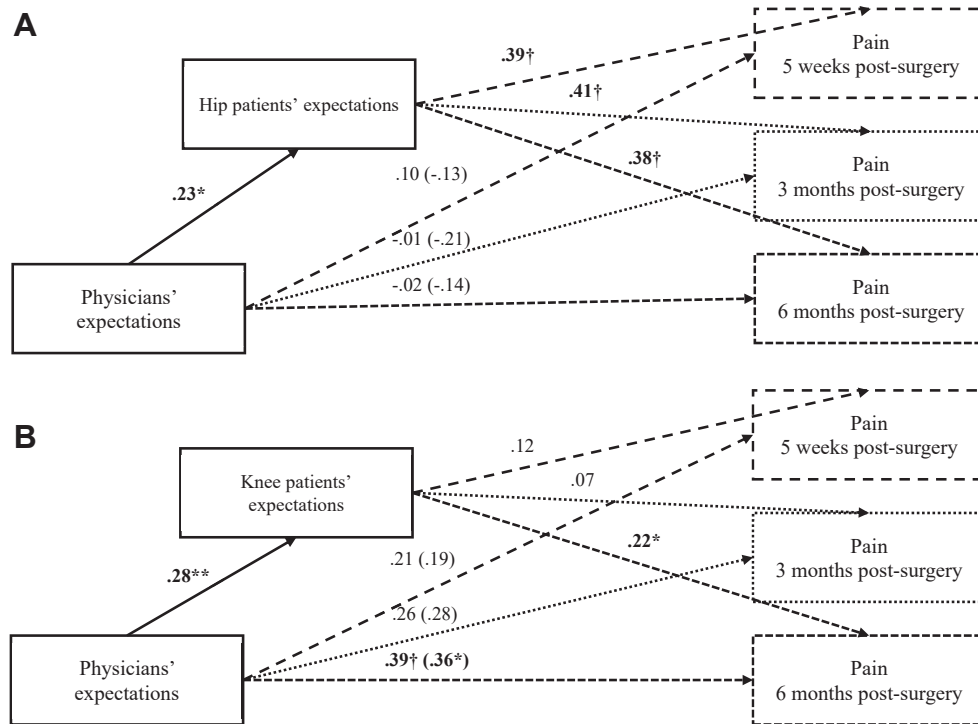 A
Hip patients’ expectations
Physicians’
expectations
.23*
.39†
.41†
.38†
.10 (-.13)
-.01 (-.21)
-.02 (-.14)
Pain
5 weeks post-surgery
Pain
3 months post-surgery
Pain
6 months post-surgery
B
Knee patients’
expectations
Physicians’
expectations
.28**
.12
.07
.22*
.21 (.19)
.26 (.28)
.39† (.36*)
Pain
5 weeks post-surgery
Pain
3 months post-surgery
Pain
6 months post-surgery